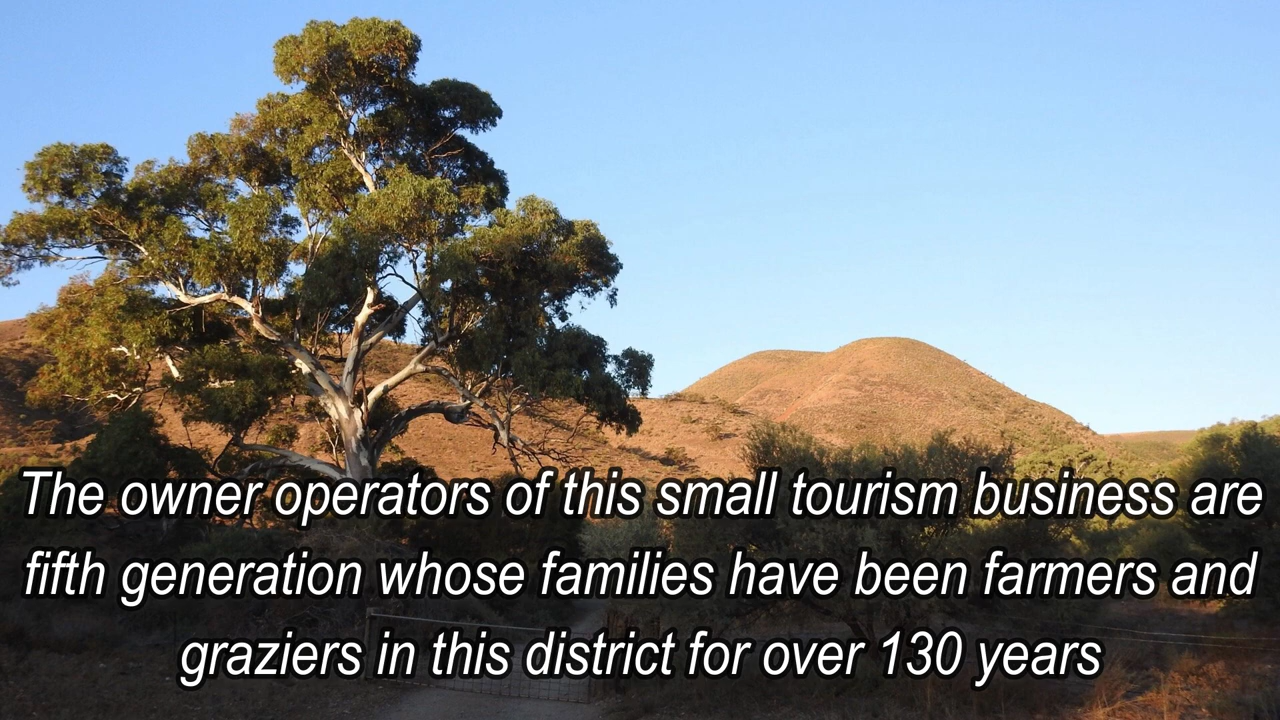 The owner operators of this small tourism business are
fifth generation whose families have been farmers and
graziers in this district for over 130 years